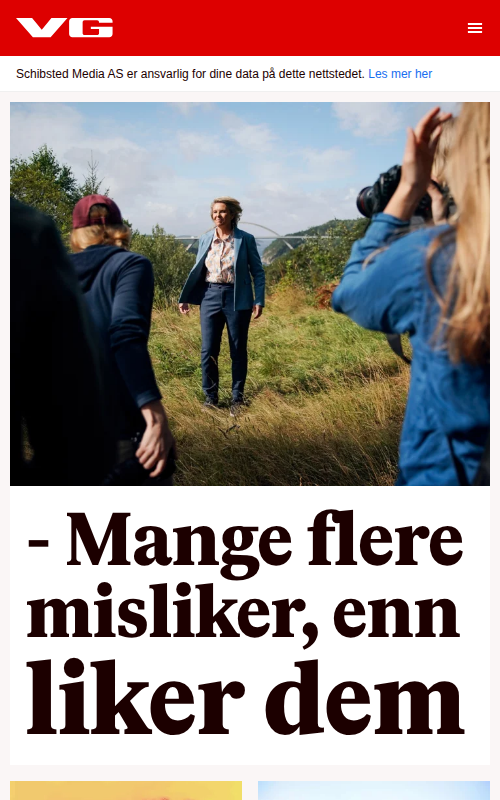 VG
Schibsted Media AS er ansvarlig for dine data på dette nettstedet. Les mer her
- Mange flere
misliker, enn
liker dem